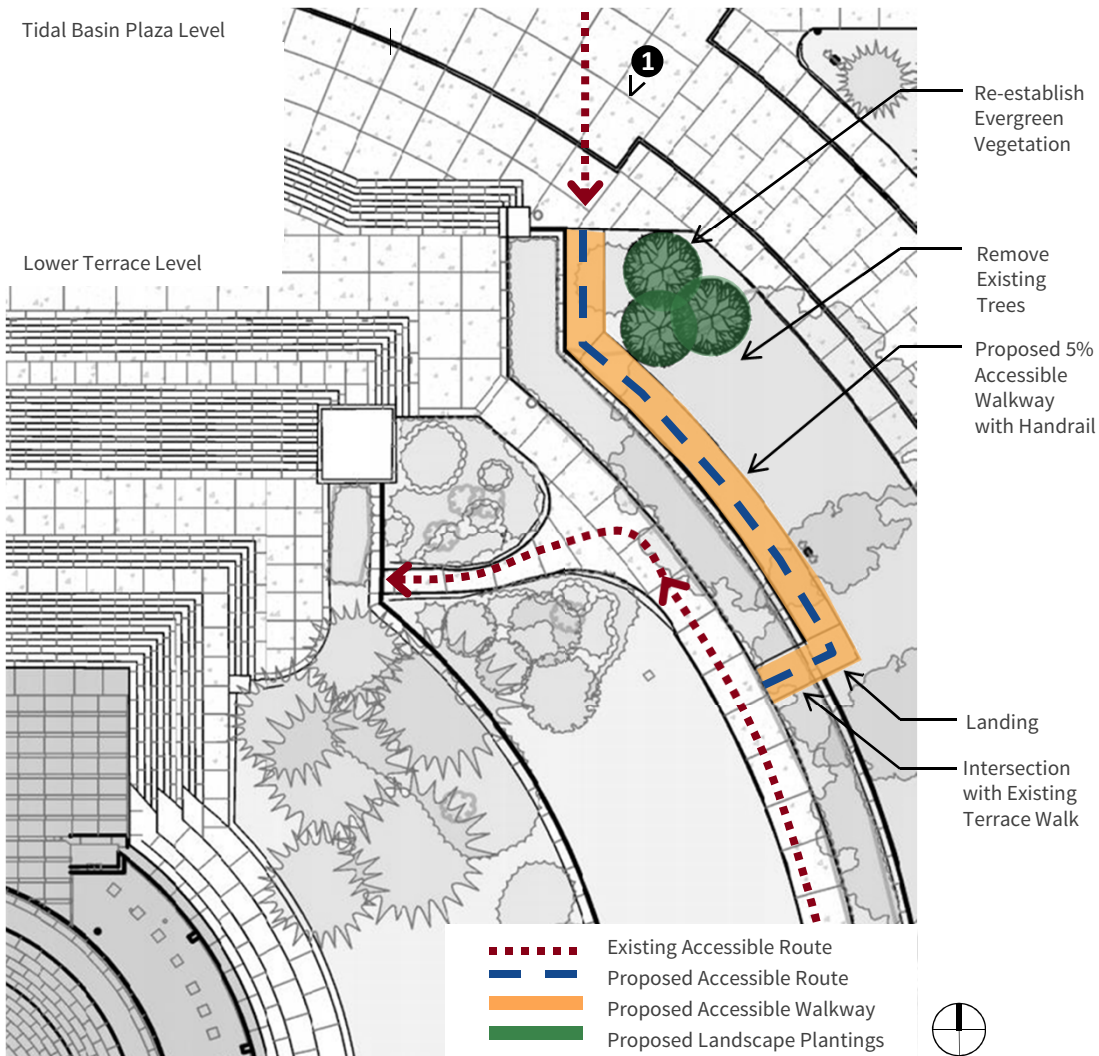 Tidal Basin Plaza Level
1
Re-establish
Evergreen
Vegetation
Lower Terrace Level
Remove
Existing
Trees
Proposed 5%
Accessible
Walkway
with Handrail
Landing
Intersection
with Existing
Terrace Walk
Existing Accessible Route
Proposed Accessible Route
Proposed Accessible Walkway
Proposed Landscape Plantings